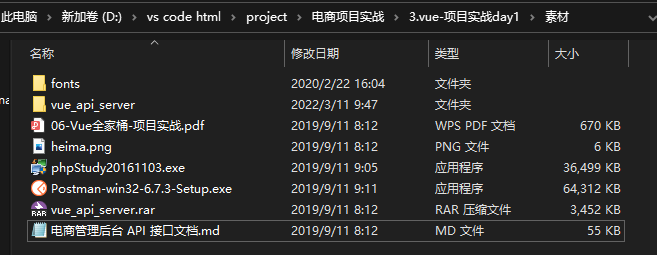 此电脑 > 新加卷 (D:) > vs code html > project > 电商项目实战 > 3.vue-项目实战day1 > 素材
名称 修改日期 类型 大小
fonts 2020/2/22 16:04 文件夹
vue_api_server 2022/3/11 9:47 文件夹
06-Vue全家桶-项目实战.pdf 2019/9/11 8:12 WPS PDF 文档 670 KB
heima.png 2019/9/11 8:12 PNG 文件 6 KB
phpStudy20161103.exe 2019/9/11 9:05 应用程序 36,499 KB
Postman-win32-6.7.3-Setup.exe 2019/9/11 9:11 应用程序 64,312 KB
vue_api_server.rar 2019/9/11 8:12 RAR 压缩文件 3,452 KB
电商管理后台 API 接口文档.md 2019/9/11 8:12 MD 文件 55 KB